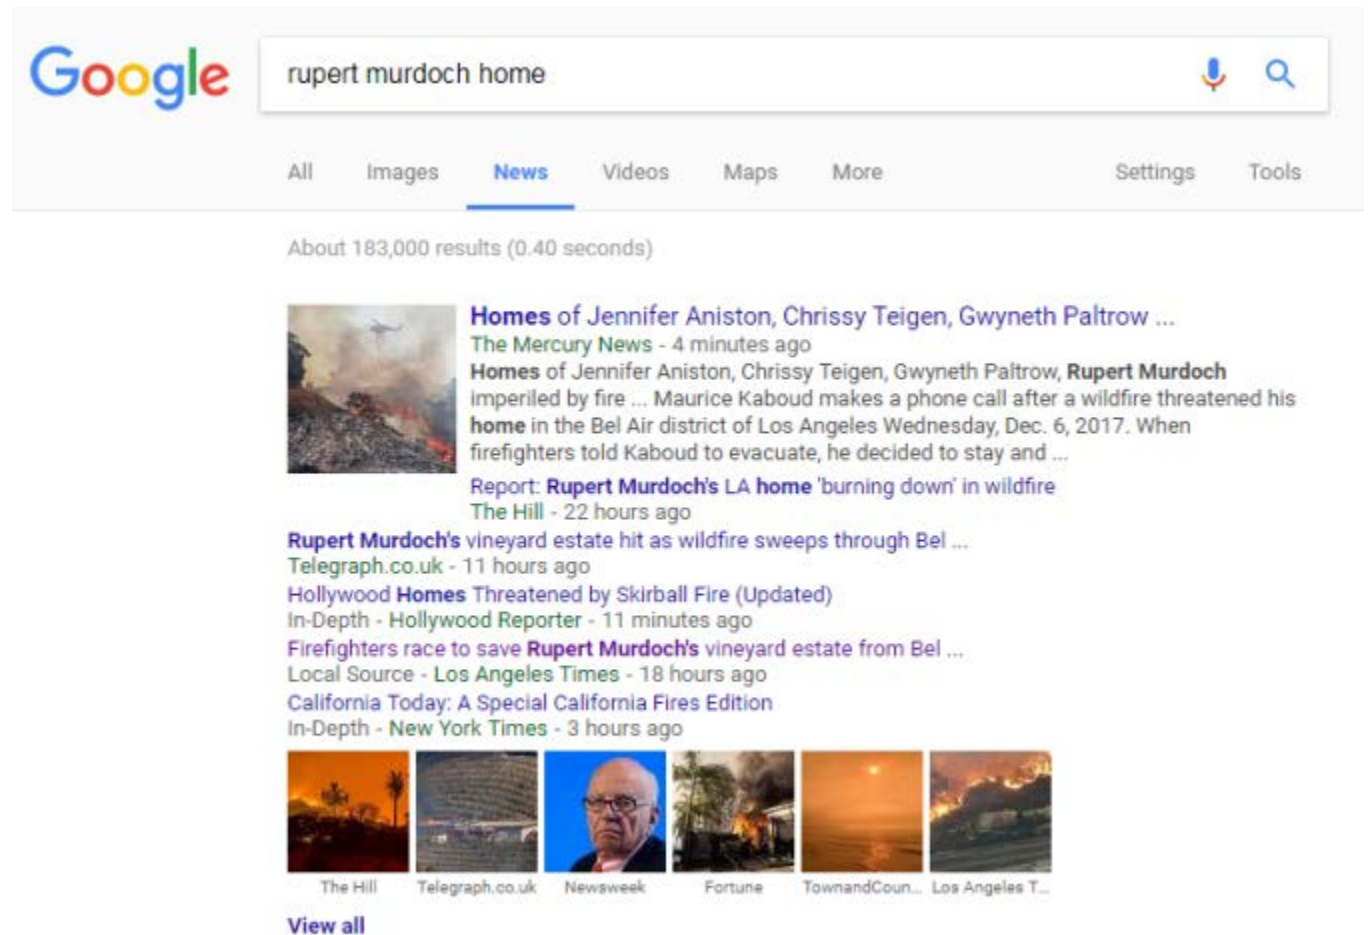 Google
rupert murdoch home
All Images News Videos Maps More Settings Tools
About 183,000 results (0.40 seconds)
Homes of Jennifer Aniston, Chrissy Teigen, Gwyneth Paltrow ...
The Mercury News - 4 minutes ago
Homes of Jennifer Aniston, Chrissy Teigen, Gwyneth Paltrow, Rupert Murdoch
imperiled by fire ... Maurice Kaboud makes a phone call after a wildfire threatened his
home in the Bel Air district of Los Angeles Wednesday, Dec. 6, 2017. When
firefighters told Kaboud to evacuate, he decided to stay and ...
Report: Rupert Murdoch's LA home 'burning down' in wildfire
The Hill - 22 hours ago
Rupert Murdoch's vineyard estate hit as wildfire sweeps through Bel ...
Telegraph.co.uk - 11 hours ago
Hollywood Homes Threatened by Skirball Fire (Updated)
In-Depth - Hollywood Reporter - 11 minutes ago
Firefighters race to save Rupert Murdoch's vineyard estate from Bel ...
Local Source - Los Angeles Times - 18 hours ago
California Today: A Special California Fires Edition
In-Depth - New York Times - 3 hours ago
The Hill Telegraph.co.uk Newsweek Fortune TownandCoun... Los Angeles T...
View all